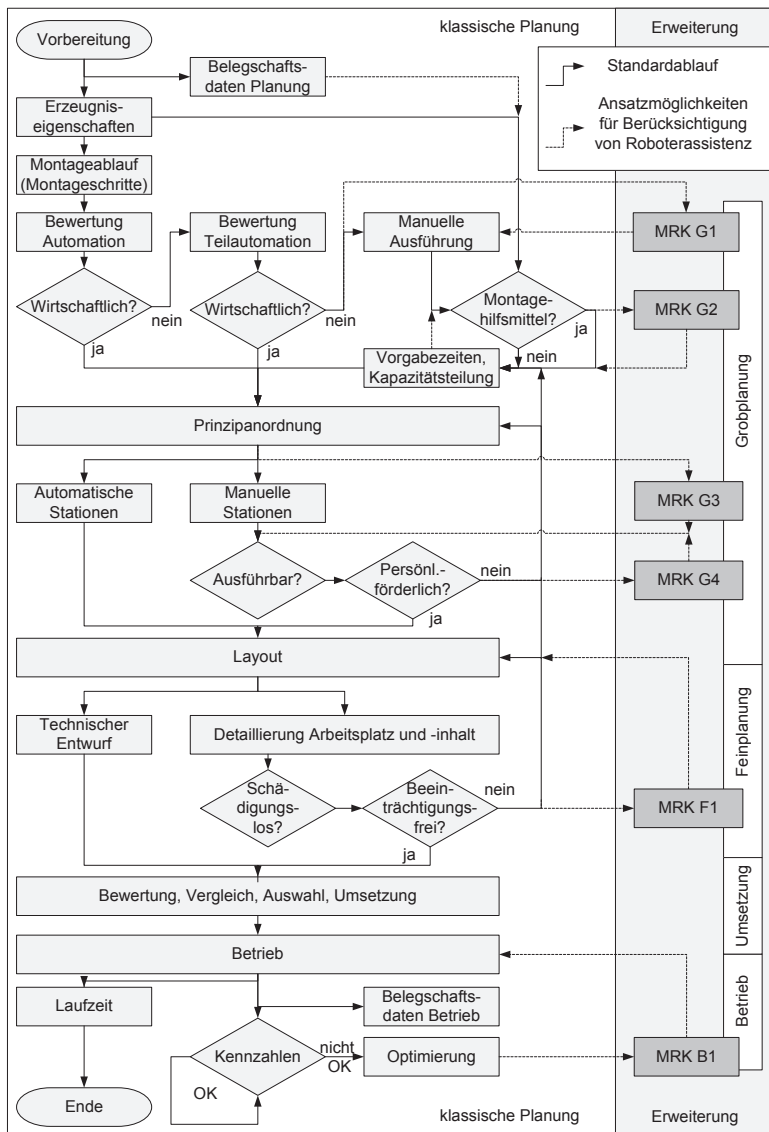 klassische Planung
Erweiterung
Vorbereitung
Belegschafts-
daten Planung
Standardablauf
Ansatzmöglichkeiten
für Berücksichtigung
von Roboterassistenz
Erzeugnis-
eigenschaften
Montageablauf
(Montageschritte)
Bewertung
Automation
Bewertung
Teilautomation
Manuelle
Ausführung
MRK G1
Wirtschaftlich?
nein
ja
Wirtschaftlich?
nein
ja
Montage-
hilfsmittel?
ja
nein
MRK G2
Vorgabezeiten,
Kapazitätsteilung
Grobplanung
Prinzipanordnung
Automatische
Stationen
Manuelle
Stationen
MRK G3
Ausführbar?
Persönl.-
förderlich?
nein
ja
MRK G4
Layout
Technischer
Entwurf
Detaillierung Arbeitsplatz und -inhalt
Feinplanung
Schä-
digungs-
los?
Beein-
trächtigungs-
frei?
nein
ja
MRK F1
Bewertung, Vergleich, Auswahl, Umsetzung
Umsetzung
Betrieb
Laufzeit
Belegschafts-
daten Betrieb
Betrieb
Kennzahlen
nicht
OK
OK
Optimierung
MRK B1
Ende
klassische Planung
Erweiterung